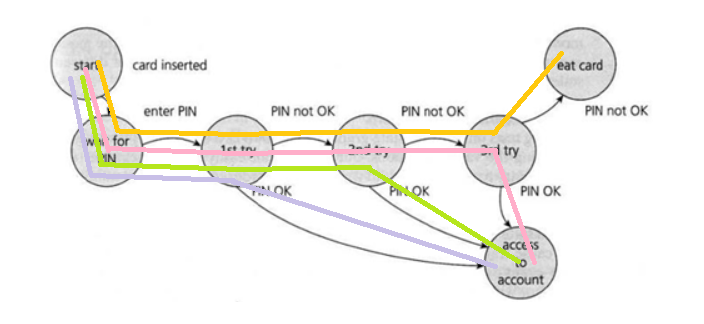 start
card inserted
eat card
enter PIN
PIN not OK
PIN not OK
PIN not OK
wait for
PIN
1st try
2nd try
3rd try
PIN OK
PIN OK
PIN OK
access
to
account